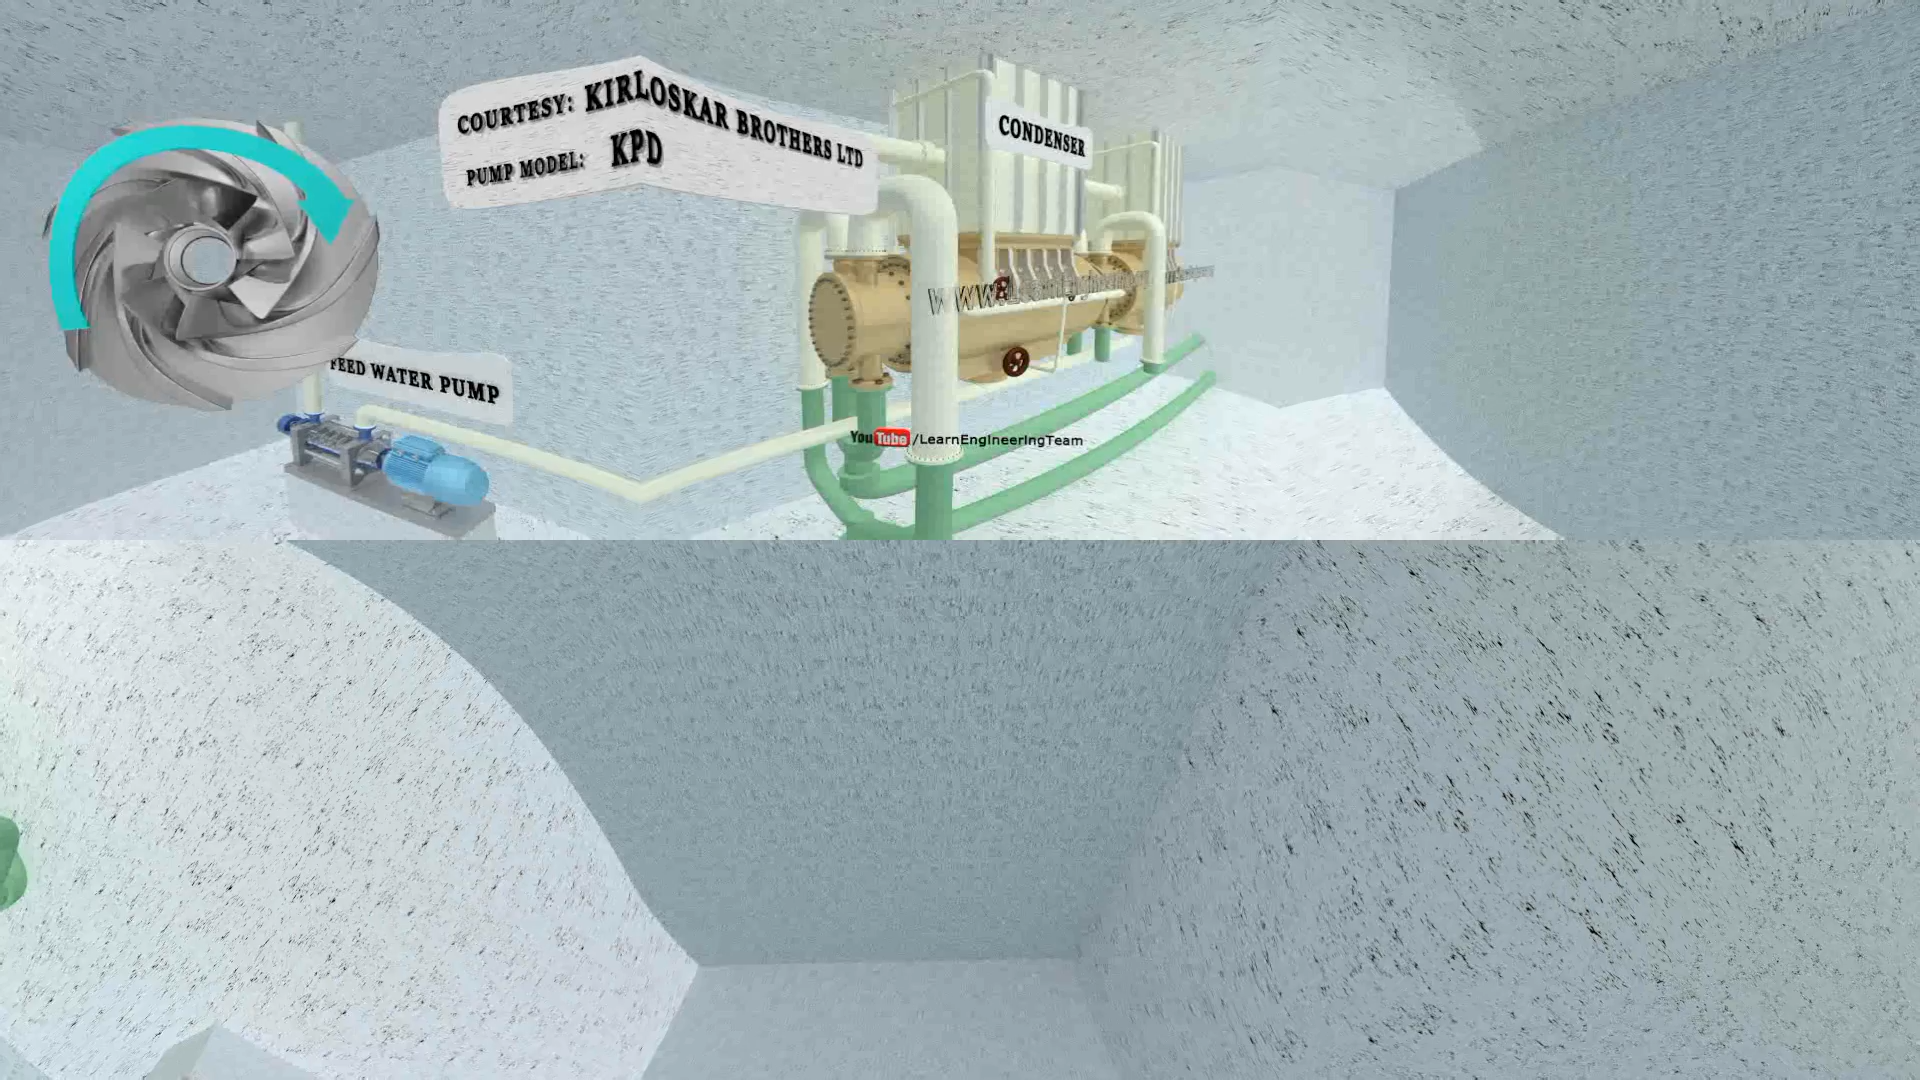 COURTESY: KIRLOSKAR BROTHERS LTD
PUMP MODEL: KPD
CONDENSER
FEED WATER PUMP
YouTube /LearnEngineeringTeam